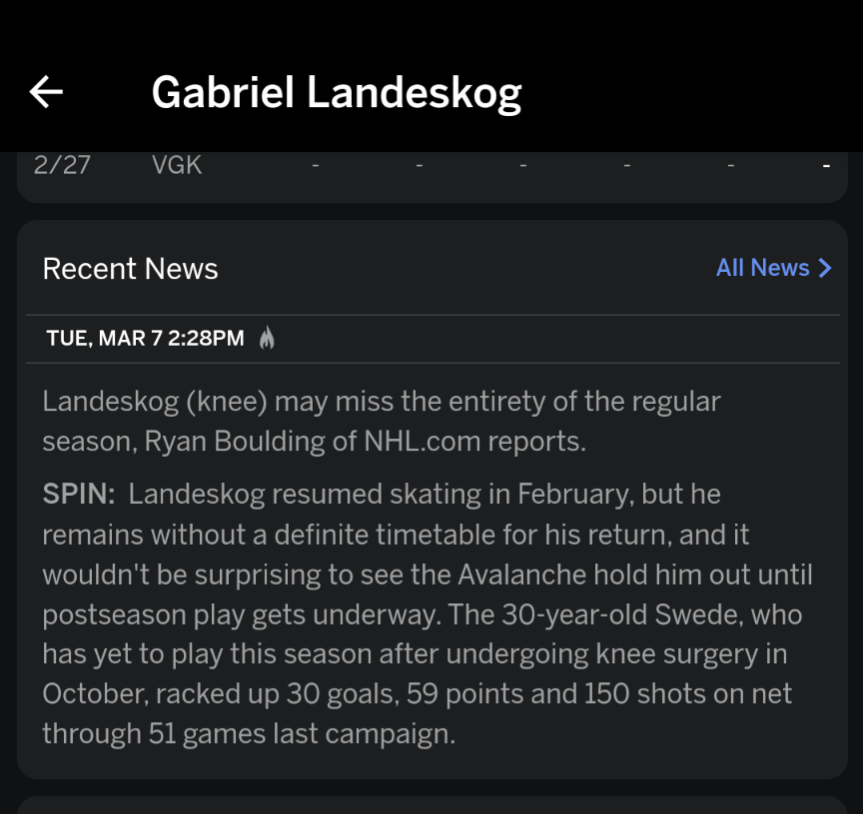 Gabriel Landeskog
2/27 VGK - - - - - -
Recent News All News
TUE, MAR 7 2:28PM
Landeskog (knee) may miss the entirety of the regular
season, Ryan Boulding of NHL.com reports.
SPIN: Landeskog resumed skating in February, but he
remains without a definite timetable for his return, and it
wouldn't be surprising to see the Avalanche hold him out until
postseason play gets underway. The 30-year-old Swede, who
has yet to play this season after undergoing knee surgery in
October, racked up 30 goals, 59 points and 150 shots on net
through 51 games last campaign.